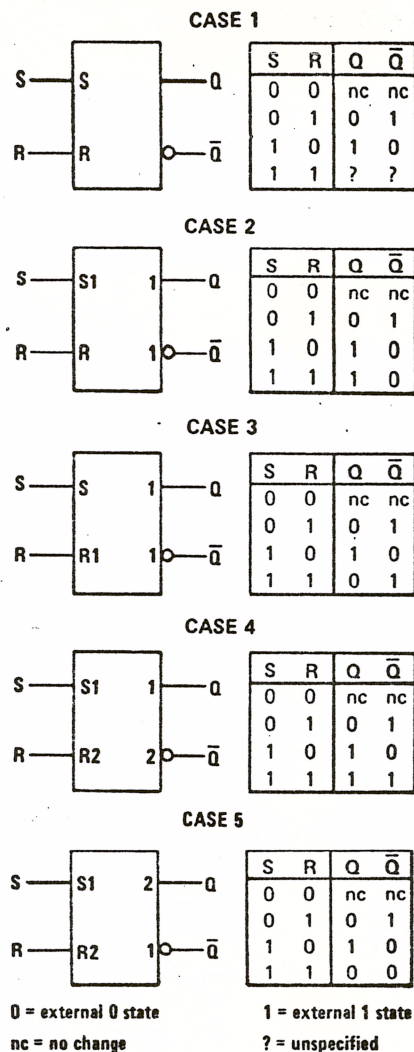 CASE 1
S R Q Q̅
S S Q 0 0 nc nc
0 1 0 1
R R Q̅ 1 0 1 0
1 1 ? ?
CASE 2
S R Q Q̅
S S1 1 Q 0 0 nc nc
0 1 0 1
R R 1 Q̅ 1 0 1 0
1 1 1 0
CASE 3
S R Q Q̅
S S 1 Q 0 0 nc nc
0 1 0 1
R R1 1 Q̅ 1 0 1 0
1 1 0 1
CASE 4
S R Q Q̅
S S1 1 Q 0 0 nc nc
0 1 0 1
R R2 2 Q̅ 1 0 1 0
1 1 1 1
CASE 5
S R Q Q̅
S S1 2 Q 0 0 nc nc
0 1 0 1
R R2 1 Q̅ 1 0 1 0
1 1 0 0
0 = external 0 state 1 = external 1 state
nc = no change ? = unspecified